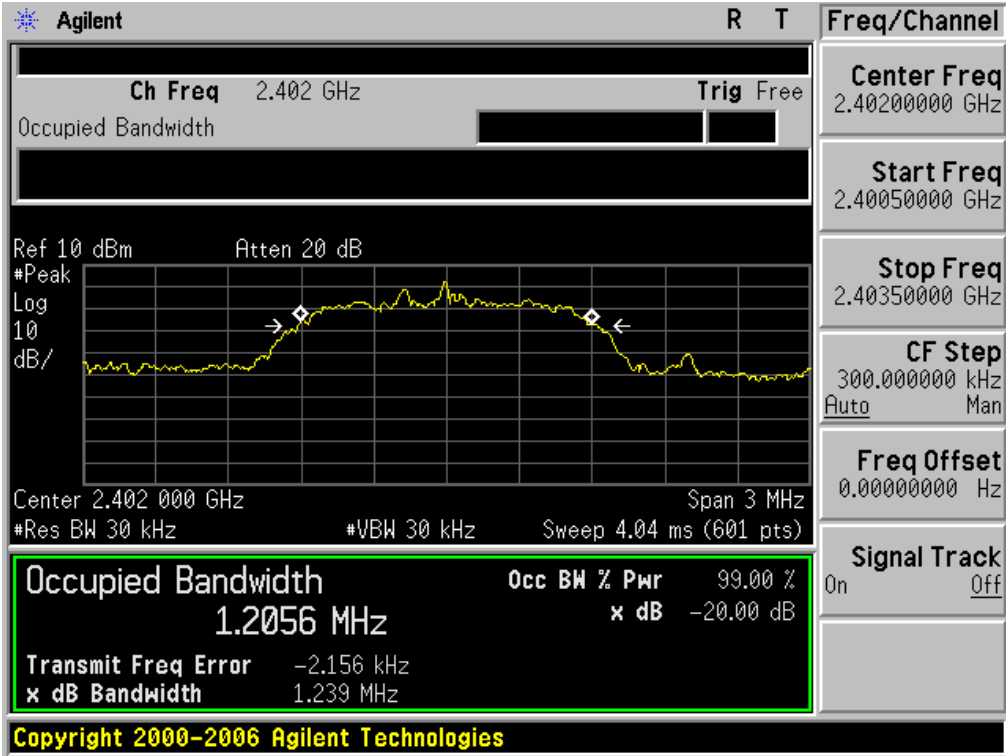 Agilent R T
Freq/Channel
Ch Freq 2.402 GHz Trig Free
Occupied Bandwidth
Center Freq
2.40200000 GHz
Start Freq
2.40050000 GHz
Stop Freq
2.40350000 GHz
CF Step
300.000000 kHz
Auto Man
Freq Offset
0.00000000 Hz
Signal Track
On Off
Ref 10 dBm Atten 20 dB
#Peak
Log
10
dB/
Center 2.402 000 GHz Span 3 MHz
#Res BW 30 kHz #VBW 30 kHz Sweep 4.04 ms (601 pts)
Occupied Bandwidth
1.2056 MHz
Occ BW % Pwr 99.00 %
x dB -20.00 dB
Transmit Freq Error -2.156 kHz
x dB Bandwidth 1.239 MHz
Copyright 2000-2006 Agilent Technologies